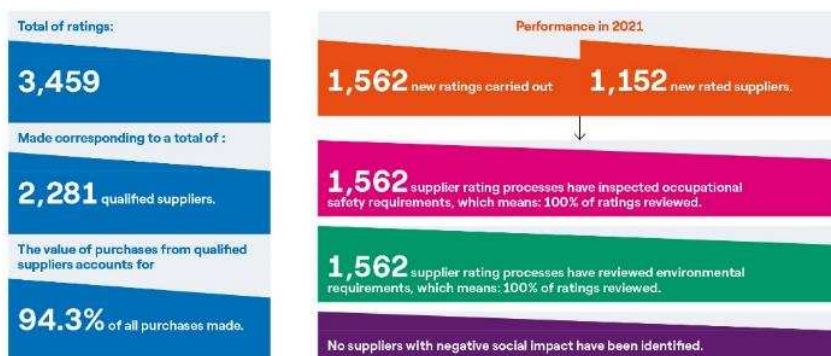 Total of ratings:
3,459
Made corresponding to a total of :
2,281 qualified suppliers.
The value of purchases from qualified
suppliers accounts for
94.3% of all purchases made.
Performance in 2021
1,562 new ratings carried out
1,152 new rated suppliers.
1,562 supplier rating processes have inspected occupational
safety requirements, which means: 100% of ratings reviewed.
1,562 supplier rating processes have reviewed environmental
requirements, which means: 100% of ratings reviewed.
No suppliers with negative social impact have been identified.